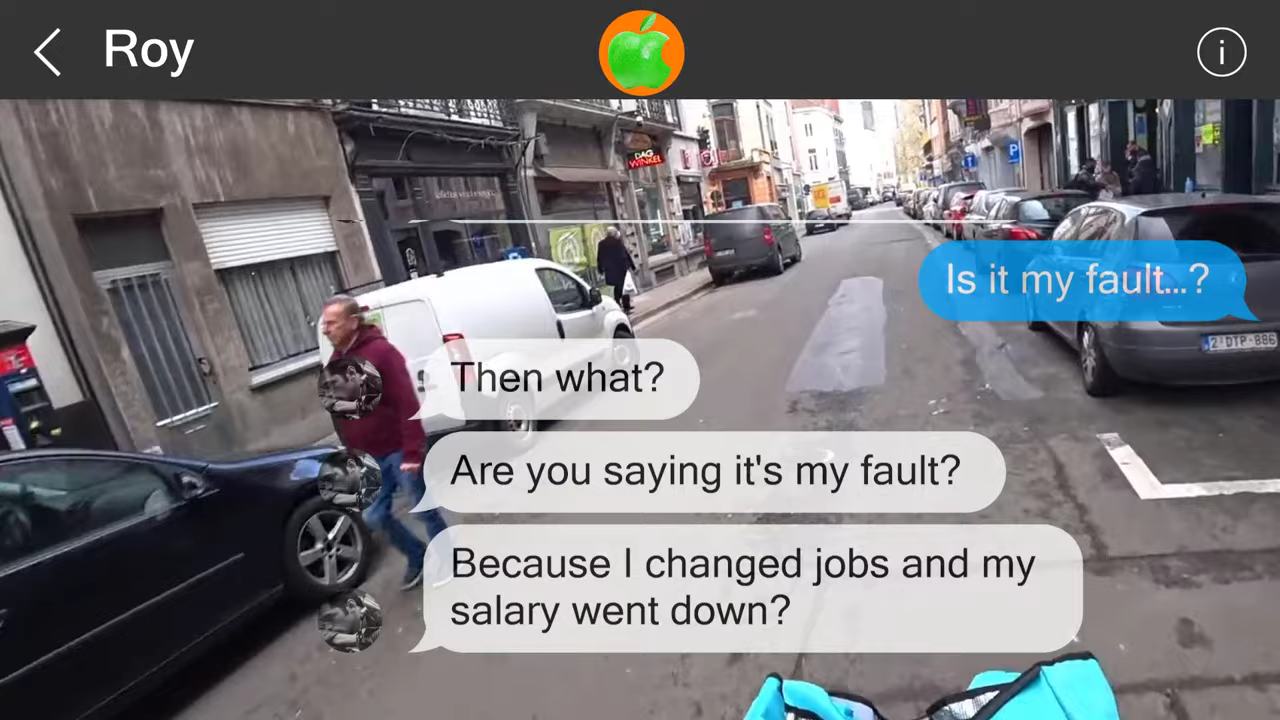 Roy
i
DAG
WINKEL
P
Is it my fault...?
2-DTP-886
Then what?
Are you saying it's my fault?
Because I changed jobs and my
salary went down?